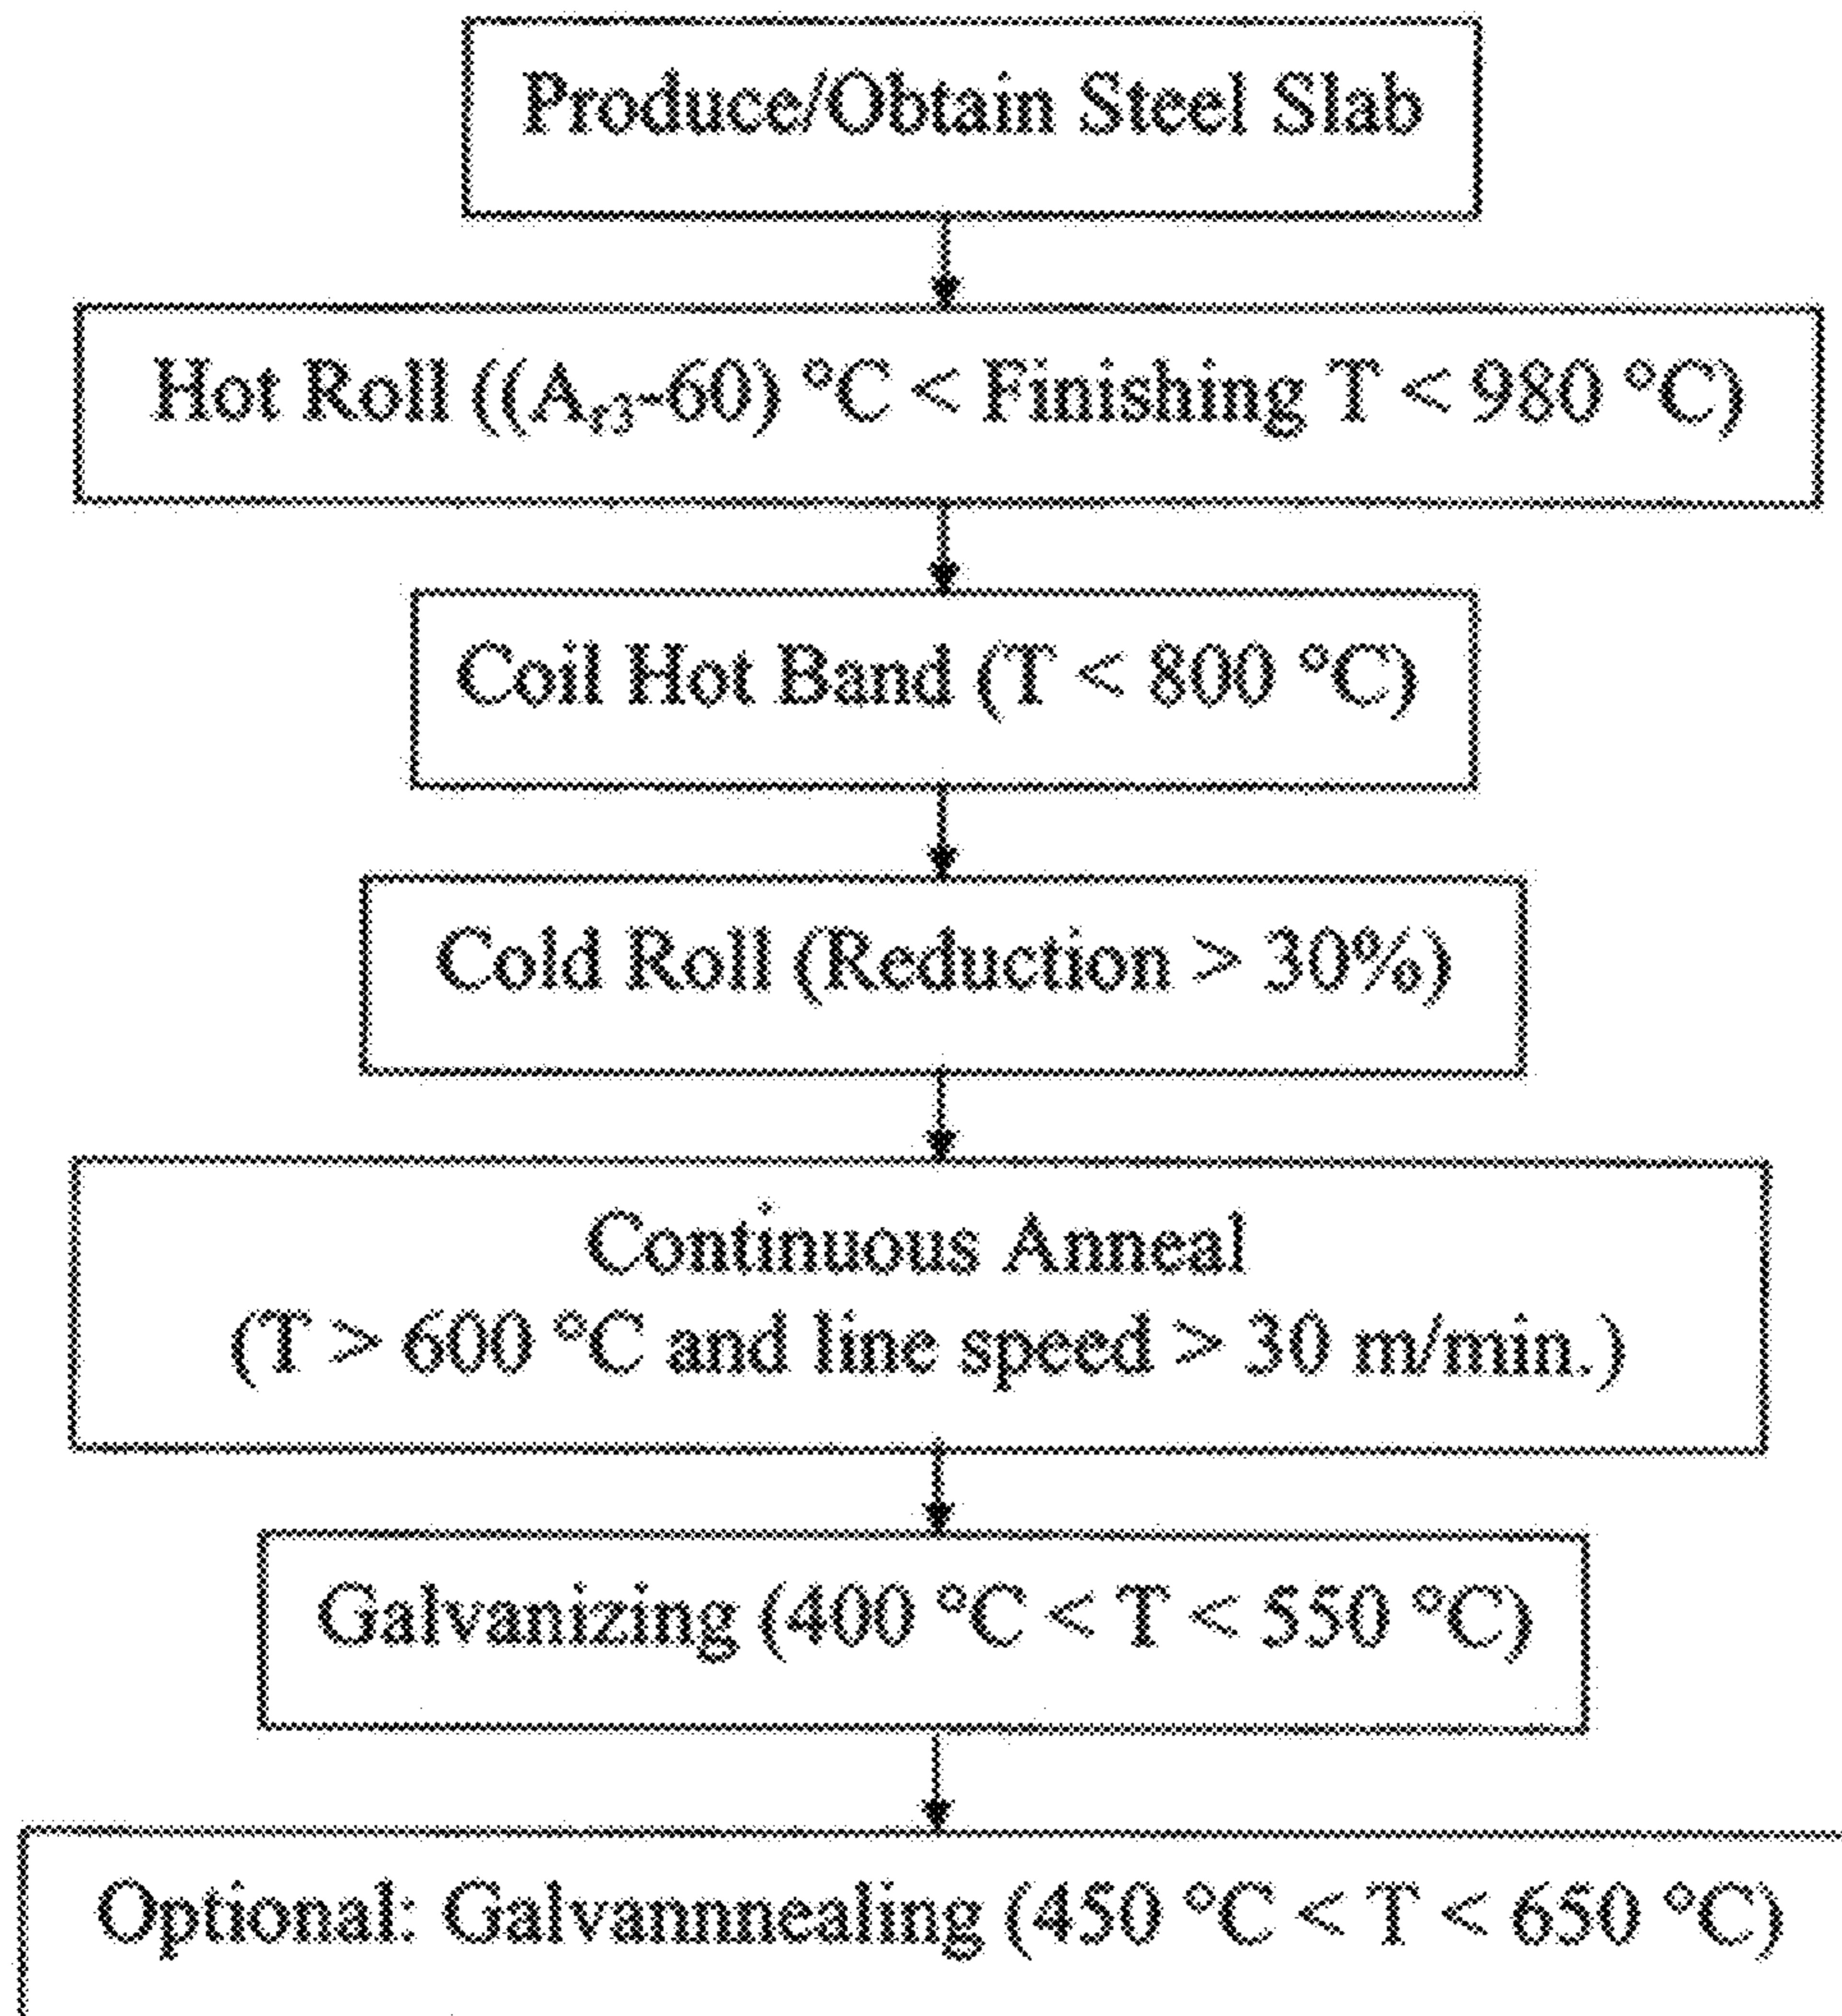 Produce/Obtain Steel Slab
Hot Roll ((Ar3-60) °C < Finishing T < 980 °C)
Coil Hot Band (T < 800 °C)
Cold Roll (Reduction > 30%)
Continuous Anneal
(T > 600 °C and line speed > 30 m/min.)
Galvanizing (400 °C < T < 550 °C)
Optional: Galvannnealing (450 °C < T < 650 °C)